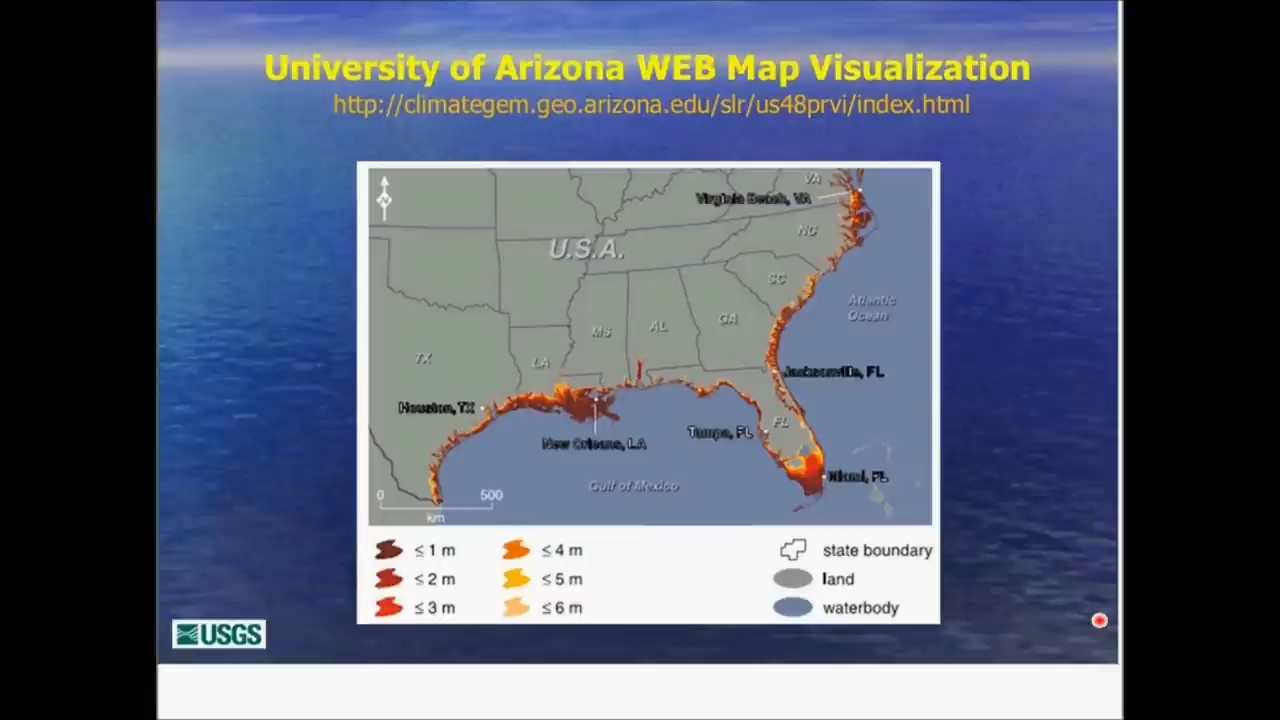 University of Arizona WEB Map Visualization
http://climategem.geo.arizona.edu/slr/us48prvi/index.html
N
VA
Virginia Beach, VA
NC
U.S.A.
SC
Atlantic
Ocean
MS
AL
GA
TX
LA
Jacksonville, FL
Houston, TX
FL
Tampa, FL
New Orleans, LA
Miami, FL
Gulf of Mexico
0 500
km
≤ 1 m ≤ 4 m state boundary
≤ 2 m ≤ 5 m land
≤ 3 m ≤ 6 m waterbody
USGS